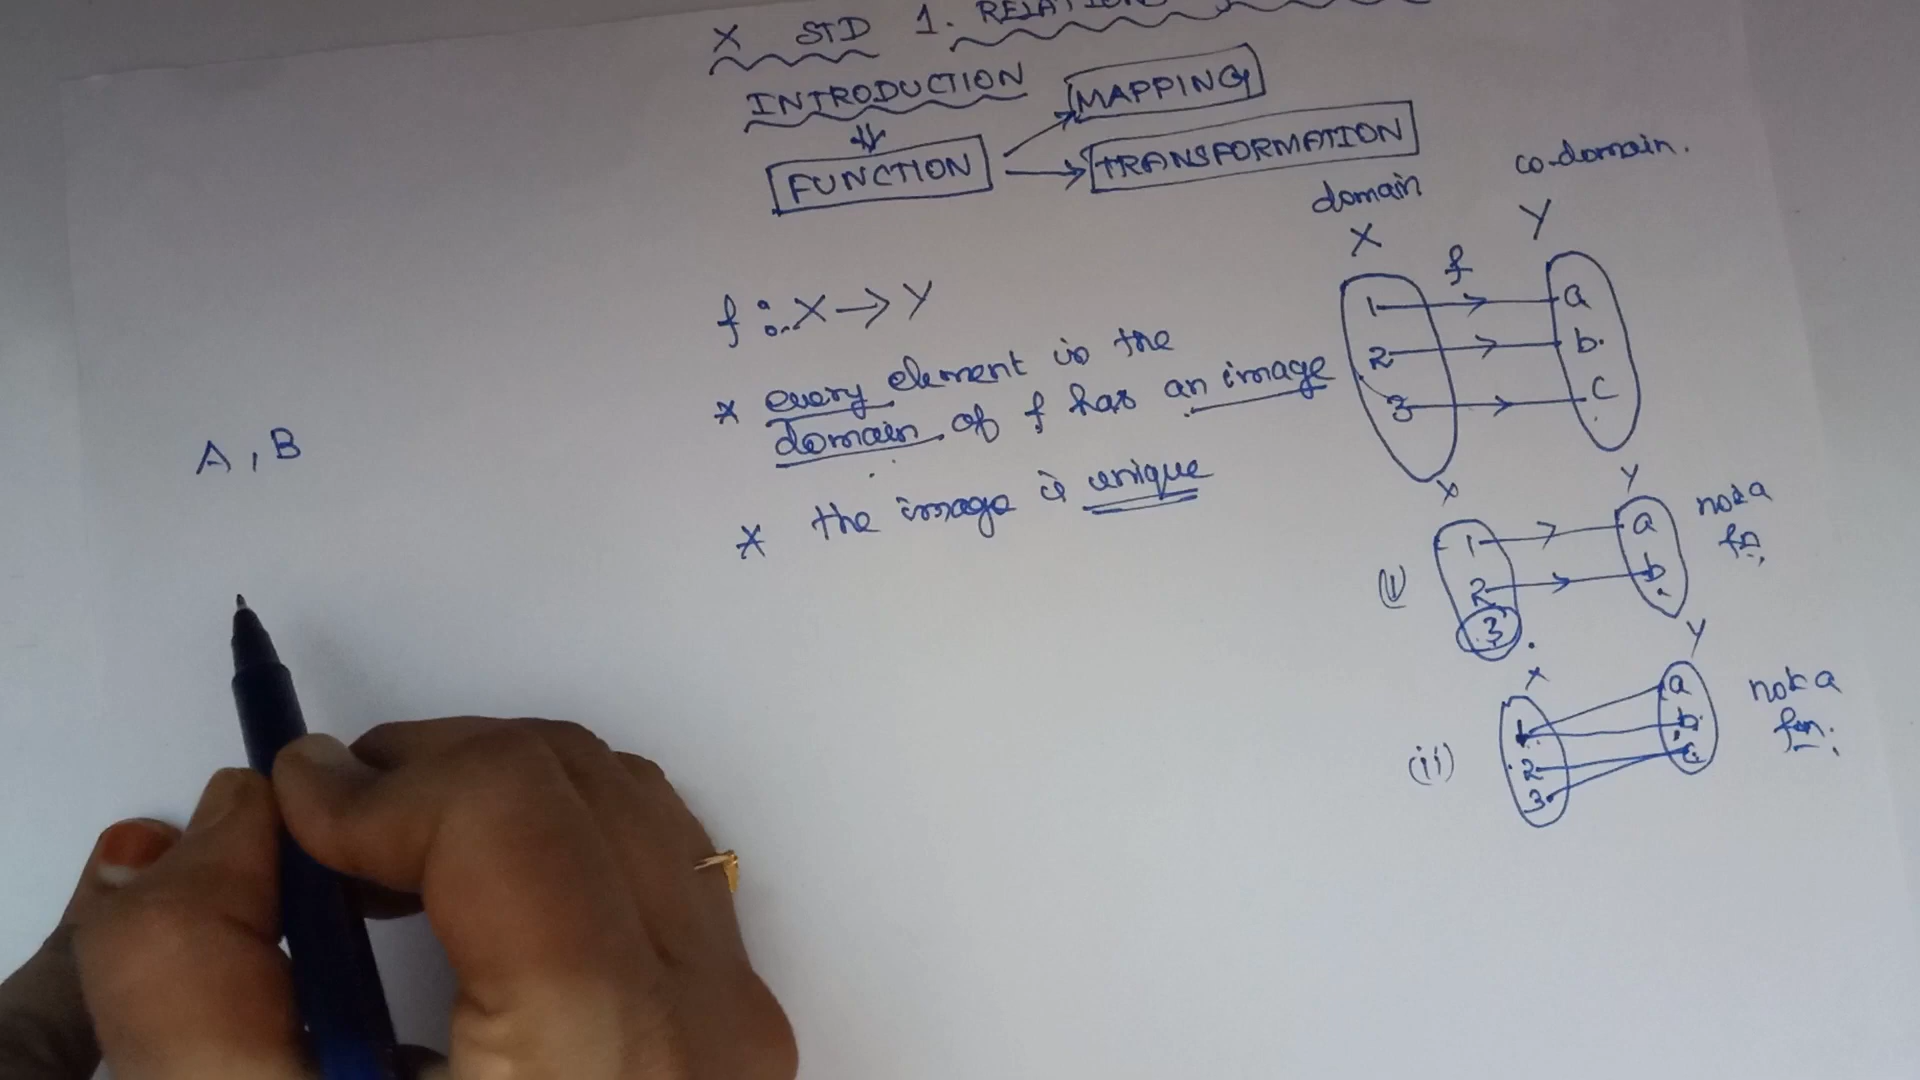 X STD 1. RELATION
INTRODUCTION
FUNCTION
MAPPING
TRANSFORMATION
f : X → Y
* every element in the
domain of f has an image
* the image is unique
A, B
domain
co-domain.
X
Y
f
1 a
2 b.
3 c
X
Y
(i)
1 a
2 b
3
not a
fn.
X
Y
(ii)
1 a
2 b
3 c
not a
fn.